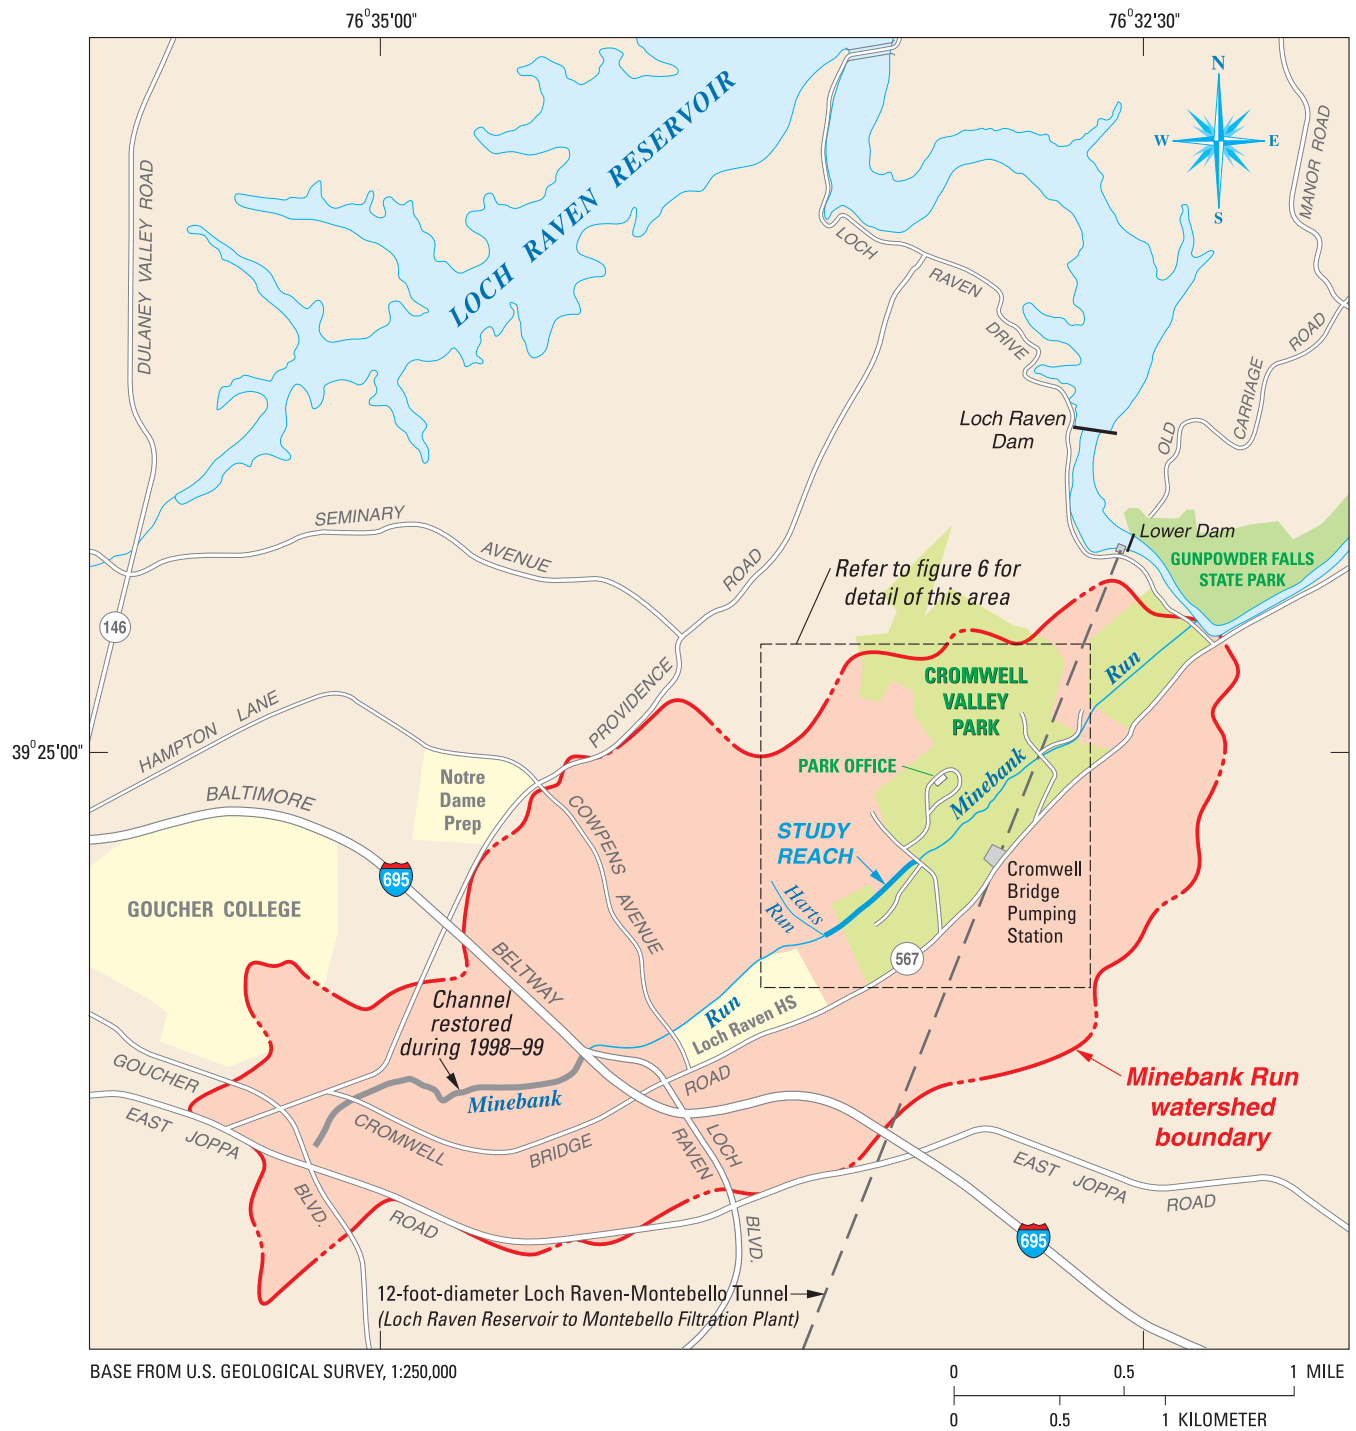 76°35'00"
76°32'30"
N
W
E
S
LOCH RAVEN RESERVOIR
DULANEY VALLEY ROAD
MANOR ROAD
LOCH
RAVEN
DRIVE
ROAD
CARRIAGE
OLD
Loch Raven
Dam
SEMINARY
AVENUE
Lower Dam
GUNPOWDER FALLS
STATE PARK
ROAD
Refer to figure 6 for
detail of this area
146
PROVIDENCE
Run
CROMWELL
VALLEY
PARK
HAMPTON LANE
39°25'00"
PARK OFFICE
Minebank
Notre
Dame
Prep
BALTIMORE
COWPENS
AVENUE
STUDY
REACH
695
Harts
Run
Cromwell
Bridge
Pumping
Station
GOUCHER COLLEGE
BELTWAY
567
Channel
restored
during 1998–99
Run
Loch Raven HS
GOUCHER
Minebank
ROAD
Minebank Run
watershed
boundary
EAST JOPPA
CROMWELL
BRIDGE
LOCH
RAVEN
EAST JOPPA
ROAD
BLVD.
ROAD
BLVD.
695
12-foot-diameter Loch Raven-Montebello Tunnel
(Loch Raven Reservoir to Montebello Filtration Plant)
BASE FROM U.S. GEOLOGICAL SURVEY, 1:250,000
0 0.5 1 MILE
0 0.5 1 KILOMETER